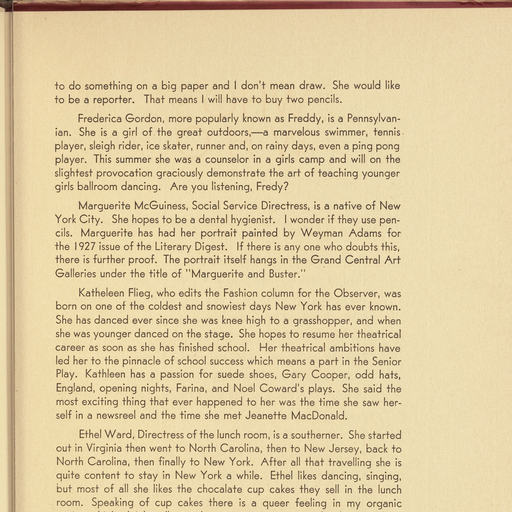 to do something on a big paper and I don't mean draw. She would like
to be a reporter. That means I will have to buy two pencils.
Frederica Gordon, more popularly known as Freddy, is a Pennsylvan-
ian. She is a girl of the great outdoors,—a marvelous swimmer, tennis
player, sleigh rider, ice skater, runner and, on rainy days, even a ping pong
player. This summer she was a counselor in a girls camp and will on the
slightest provocation graciously demonstrate the art of teaching younger
girls ballroom dancing. Are you listening, Fredy?
Marguerite McGuiness, Social Service Directress, is a native of New
York City. She hopes to be a dental hygienist. I wonder if they use pen-
cils. Marguerite has had her portrait painted by Weyman Adams for
the 1927 issue of the Literary Digest. If there is any one who doubts this,
there is further proof. The portrait itself hangs in the Grand Central Art
Galleries under the title of "Marguerite and Buster."
Katheleen Flieg, who edits the Fashion column for the Observer, was
born on one of the coldest and snowiest days New York has ever known.
She has danced ever since she was knee high to a grasshopper, and when
she was younger danced on the stage. She hopes to resume her theatrical
career as soon as she has finished school. Her theatrical ambitions have
led her to the pinnacle of school success which means a part in the Senior
Play. Kathleen has a passion for suede shoes, Gary Cooper, odd hats,
England, opening nights, Farina, and Noel Coward's plays. She said the
most exciting thing that ever happened to her was the time she saw her-
self in a newsreel and the time she met Jeanette MacDonald.
Ethel Ward, Directress of the lunch room, is a southerner. She started
out in Virginia then went to North Carolina, then to New Jersey, back to
North Carolina, then finally to New York. After all that travelling she is
quite content to stay in New York a while. Ethel likes dancing, singing,
but most of all she likes the chocalate cup cakes they sell in the lunch
room. Speaking of cup cakes there is a queer feeling in my organic